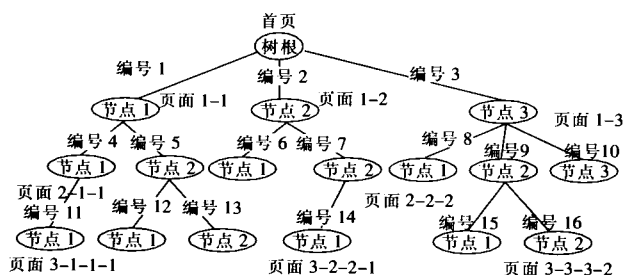 首页
树根
编号 1
编号 2
编号 3
节点 1
页面 1-1
节点 2
页面 1-2
节点 3
页面 1-3
编号 4
编号 5
编号 6
编号 7
编号 8
编号9
编号10
节点 1
节点 2
节点 1
节点 2
节点 1
节点 2
节点 3
页面 2-1-1
页面 2-2-2
编号 11
编号 12
编号 13
编号 14
编号15
编号 16
节点 1
节点 1
节点 2
节点 1
节点 1
节点 2
页面 3-1-1-1
页面 3-2-2-1
页面 3-3-3-2